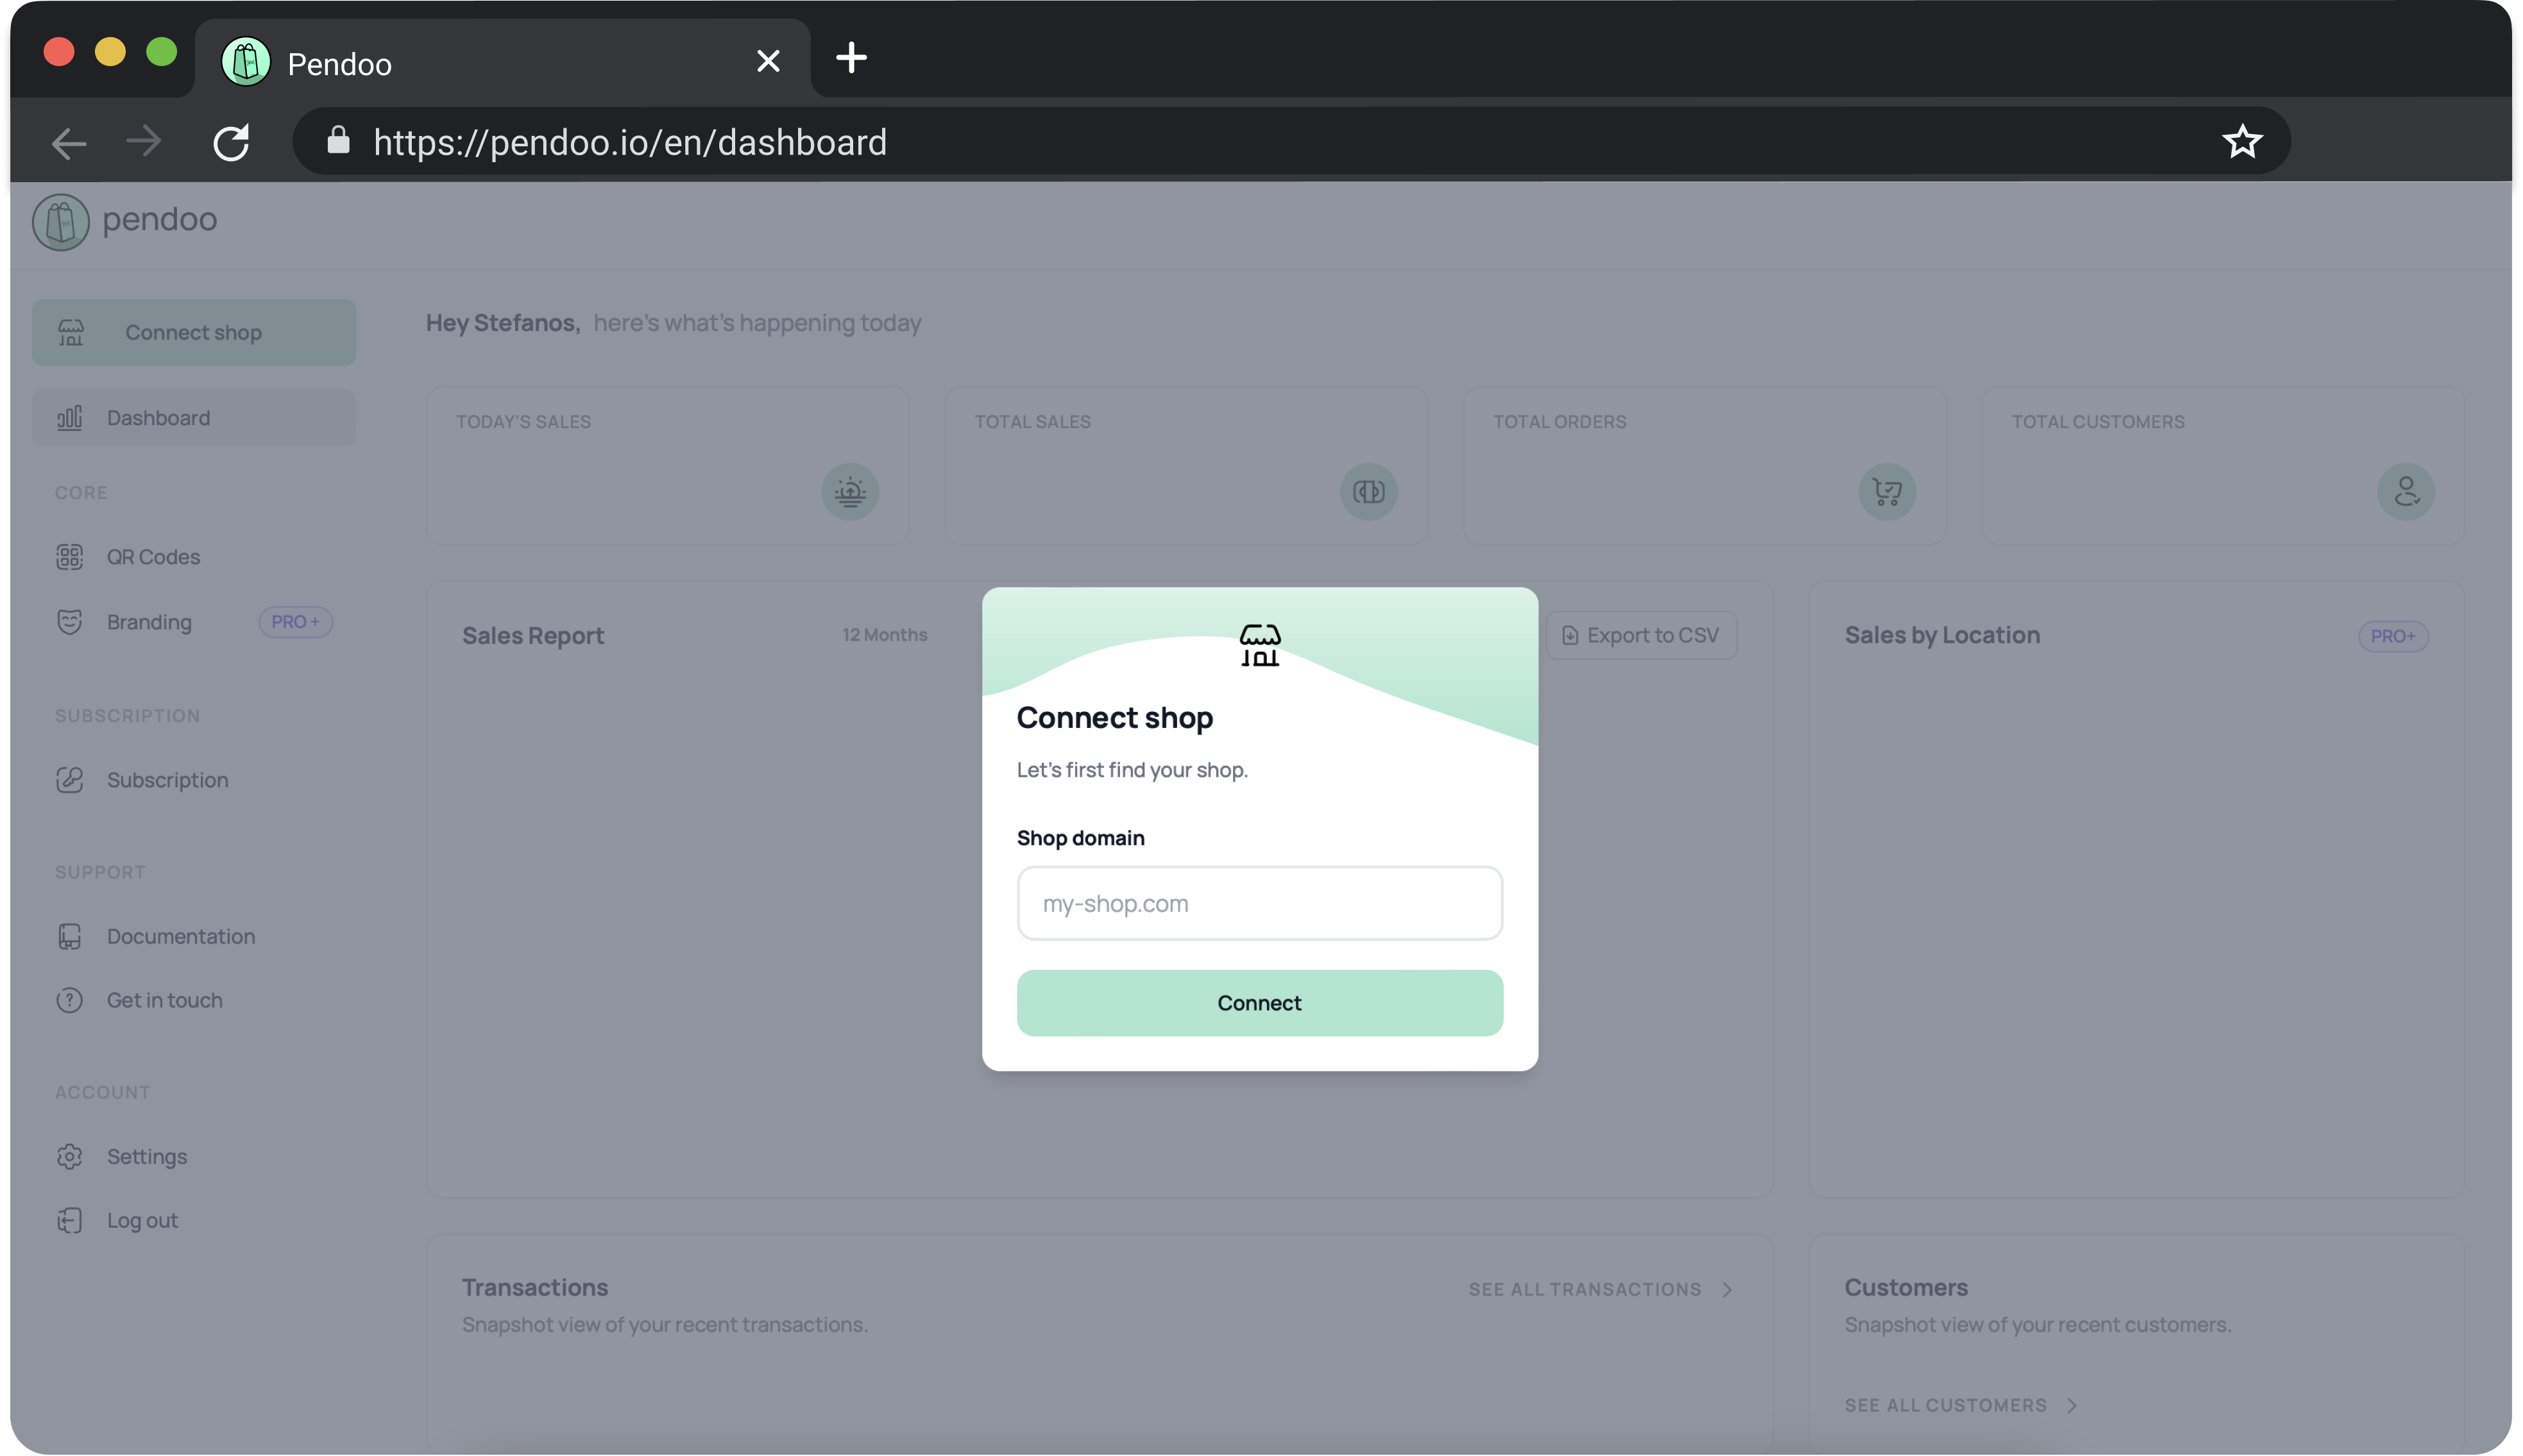 Pendoo
https://pendoo.io/en/dashboard
pendoo
Connect shop
Dashboard
CORE
QR Codes
Branding PRO +
SUBSCRIPTION
Subscription
SUPPORT
Documentation
Get in touch
ACCOUNT
Settings
Log out
Hey Stefanos, here's what's happening today
TODAY'S SALES
TOTAL SALES
TOTAL ORDERS
TOTAL CUSTOMERS
Sales Report
12 Months
Export to CSV
Sales by Location
PRO+
Connect shop
Let's first find your shop.
Shop domain
my-shop.com
Connect
Transactions
Snapshot view of your recent transactions.
SEE ALL TRANSACTIONS
Customers
Snapshot view of your recent customers.
SEE ALL CUSTOMERS